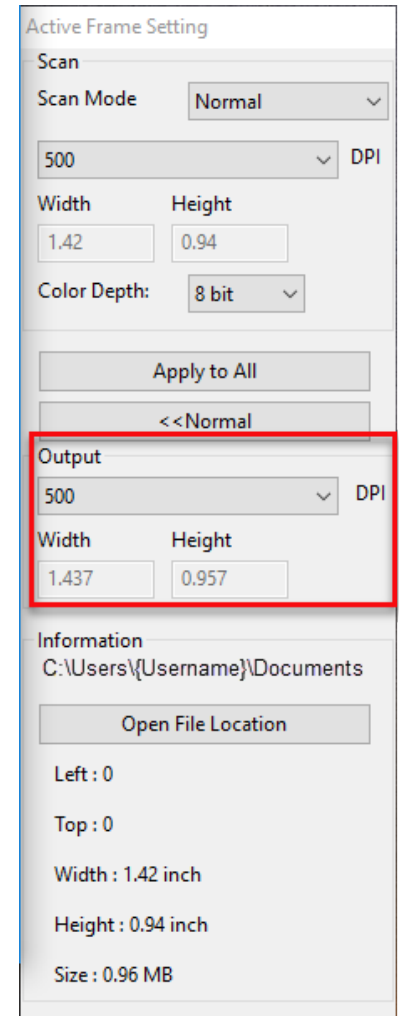 Active Frame Setting
Scan
Scan Mode Normal
500 DPI
Width Height
1.42 0.94
Color Depth: 8 bit
Apply to All
<<Normal
Output
500 DPI
Width Height
1.437 0.957
Information
C:\Users\{Username}\Documents
Open File Location
Left : 0
Top : 0
Width : 1.42 inch
Height : 0.94 inch
Size : 0.96 MB